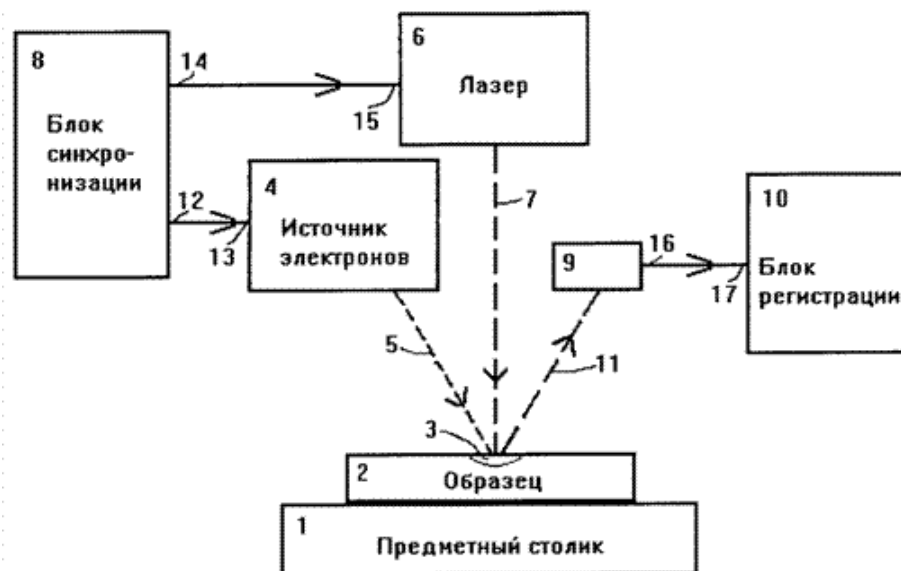 8
Блок
синхро-
низации
14
15
6
Лазер
12
13
4
Источник
электронов
7
9
16
17
10
Блок
регистрации
5
11
3
2
Образец
1
Предметный столик